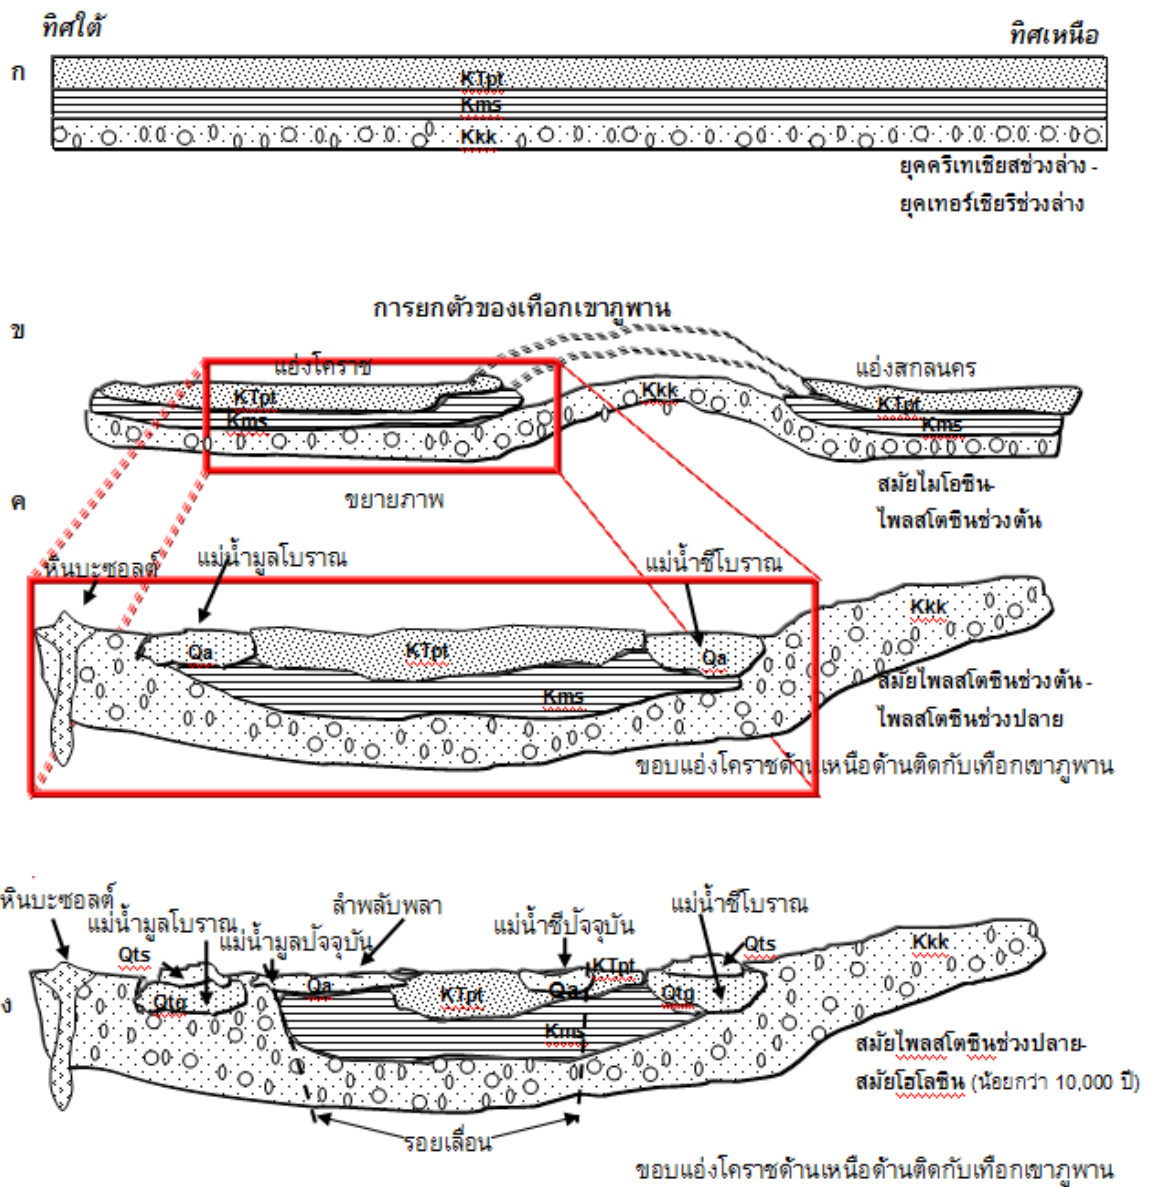 ทิศใต้
ทิศเหนือ
ก
KTpt
Kms
Kkk
ยุคครีเทเชียสช่วงล่าง -
ยุคเทอร์เชียรีช่วงล่าง
การยกตัวของเทือกเขาภูพาน
ข
แอ่งโคราช
แอ่งสกลนคร
KTpt
Kkk
KTpt
Kms
Kms
สมัยไมโอซีน-
ไพลสโตซีนช่วงต้น
ค
ขยายภาพ
หินบะซอลต์
แม่น้ำมูลโบราณ
แม่น้ำชีโบราณ
Kkk
Qa
KTpt
Qa
Kms
สมัยไพลสโตซีนช่วงต้น -
ไพลสโตซีนช่วงปลาย
ขอบแอ่งโคราชด้านเหนือด้านติดกับเทือกเขาภูพาน
หินบะซอลต์
แม่น้ำมูลโบราณ
แม่น้ำมูลปัจจุบัน
ลำพลับพลา
แม่น้ำชีปัจจุบัน
แม่น้ำชีโบราณ
Qts
Qts
Kkk
KTpt
Qa
Qa
Qtg
KTpt
Qtg
ง
Kms
สมัยไพลสโตซีนช่วงปลาย-
สมัยโฮโลซีน (น้อยกว่า 10,000 ปี)
รอยเลื่อน
ขอบแอ่งโคราชด้านเหนือด้านติดกับเทือกเขาภูพาน